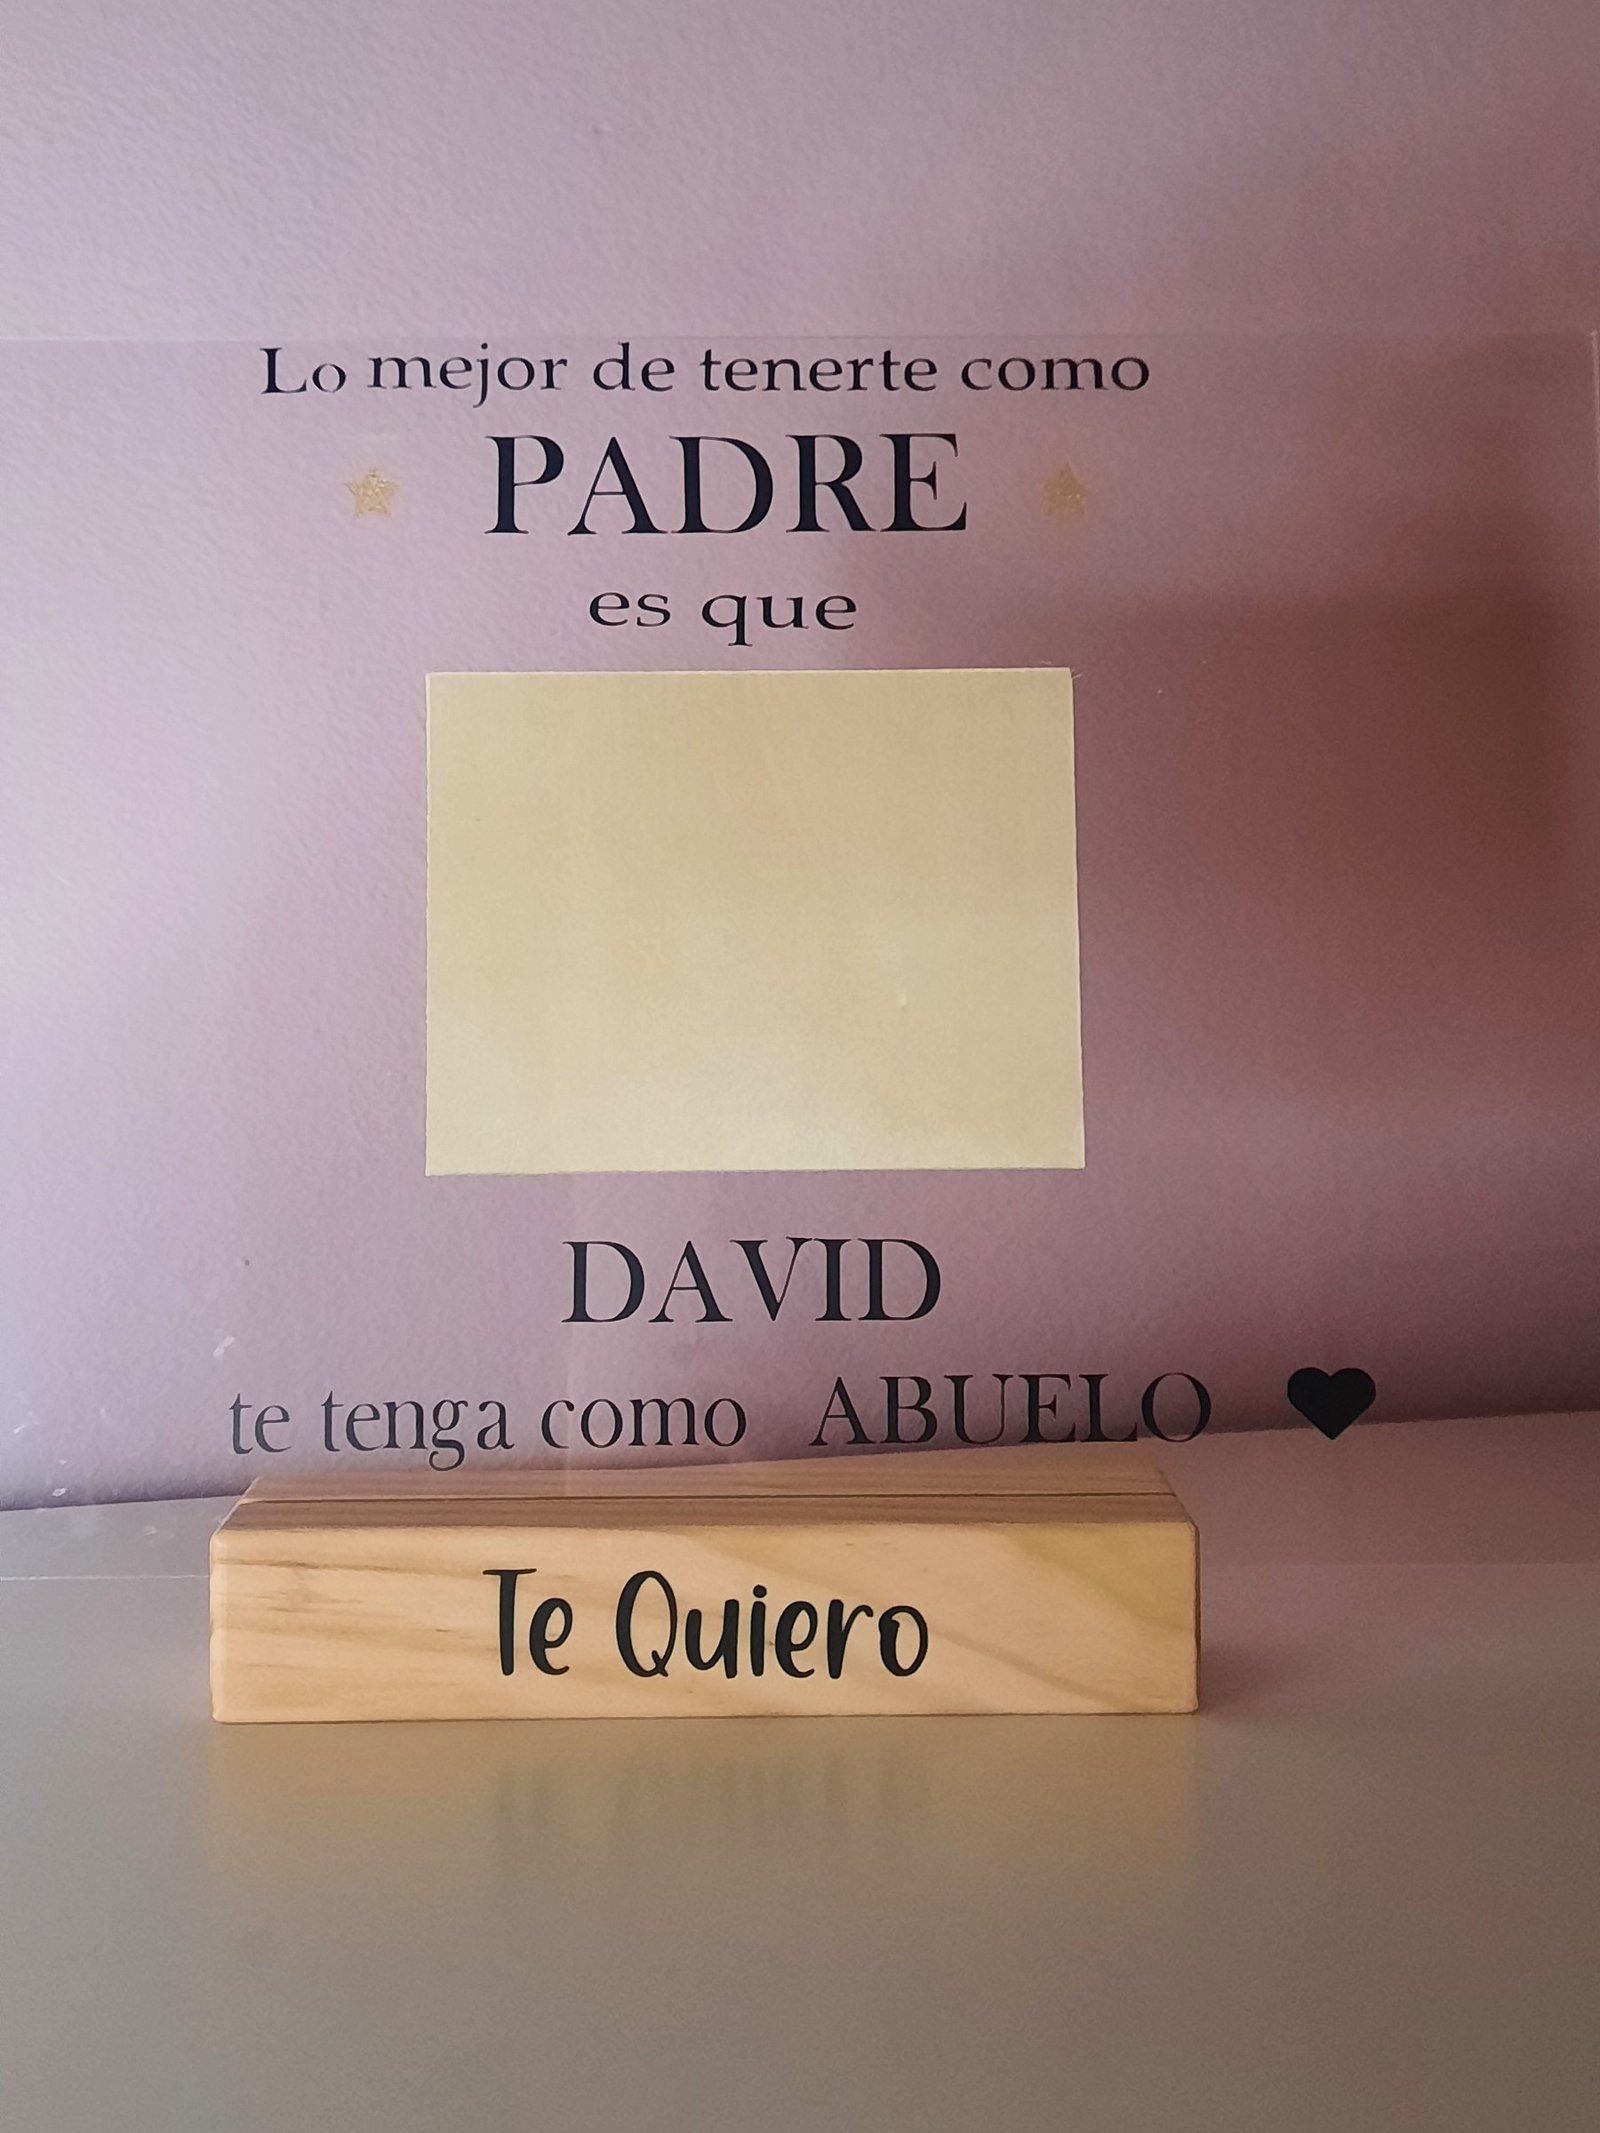 Lo mejor de tenerte como
PADRE
es que
DAVID
te tenga como ABUELO
Te Quiero